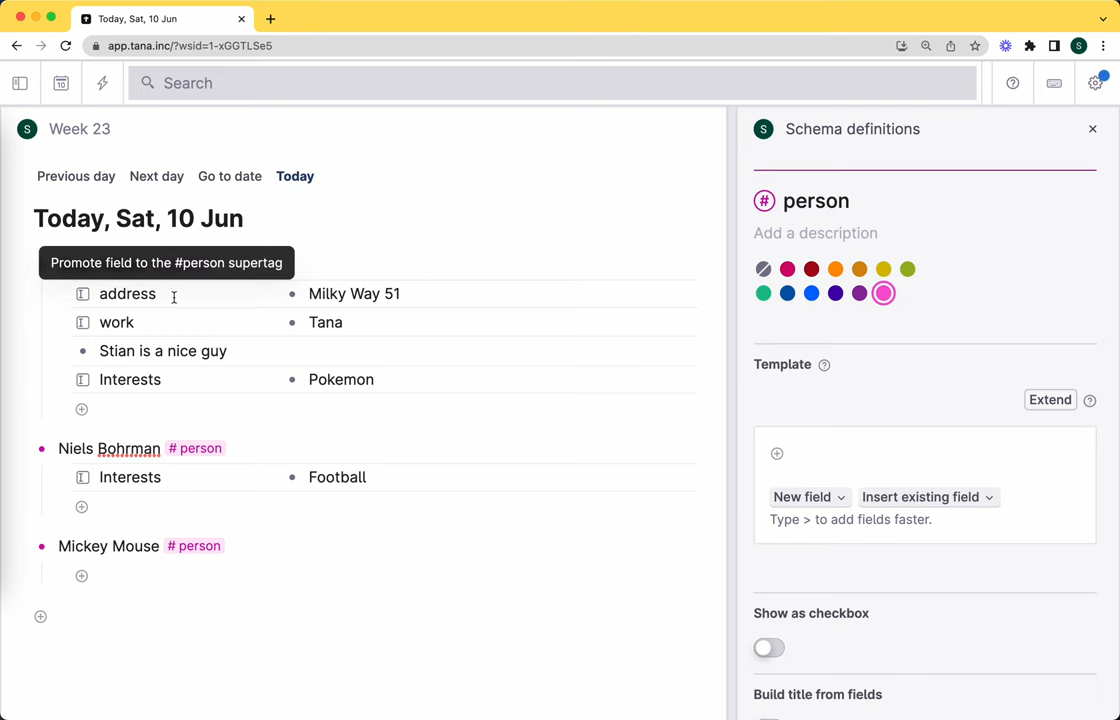 Today, Sat, 10 Jun
app.tana.inc/?wsid=1-xGGTLSe5
S
10
Search
S Week 23
Previous day Next day Go to date Today
Today, Sat, 10 Jun
Promote field to the #person supertag
address Milky Way 51
work Tana
Stian is a nice guy
Interests Pokemon
Niels Bohrman # person
Interests Football
Mickey Mouse # person
S Schema definitions
# person
Add a description
Template
Extend
New field Insert existing field
Type > to add fields faster.
Show as checkbox
Build title from fields